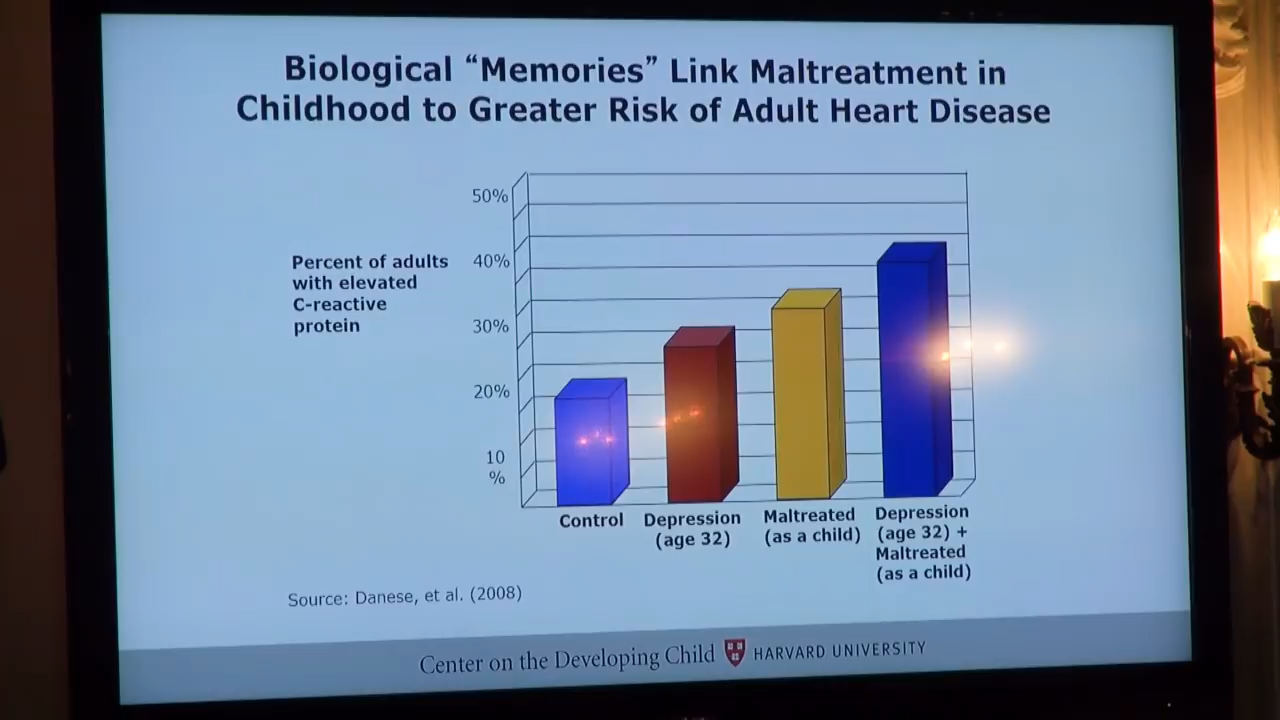 Biological “Memories” Link Maltreatment in
Childhood to Greater Risk of Adult Heart Disease
Percent of adults
with elevated
C-reactive
protein
50%
40%
30%
20%
10
%
Control
Depression
(age 32)
Maltreated
(as a child)
Depression
(age 32) +
Maltreated
(as a child)
Source: Danese, et al. (2008)
Center on the Developing Child HARVARD UNIVERSITY